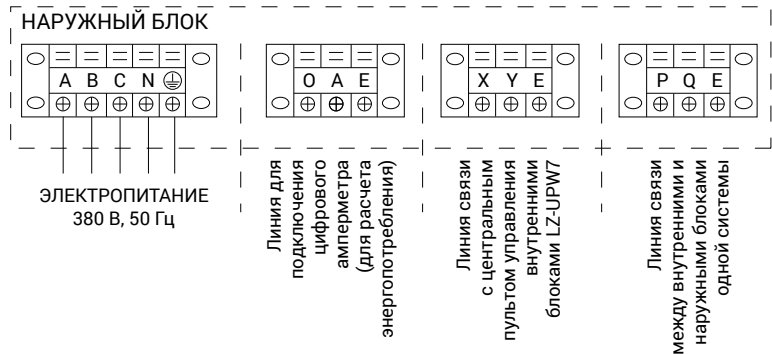 НАРУЖНЫЙ БЛОК
A B C N
O A E
X Y E
P Q E
ЭЛЕКТРОПИТАНИЕ
380 В, 50 Гц
Линия для
подключения
цифрового
амперметра
(для расчета
энергопотребления)
Линия связи
с центральным
пультом управления
внутренними
блоками LZ-UPW7
Линия связи
между внутренними и
наружными блоками
одной системы